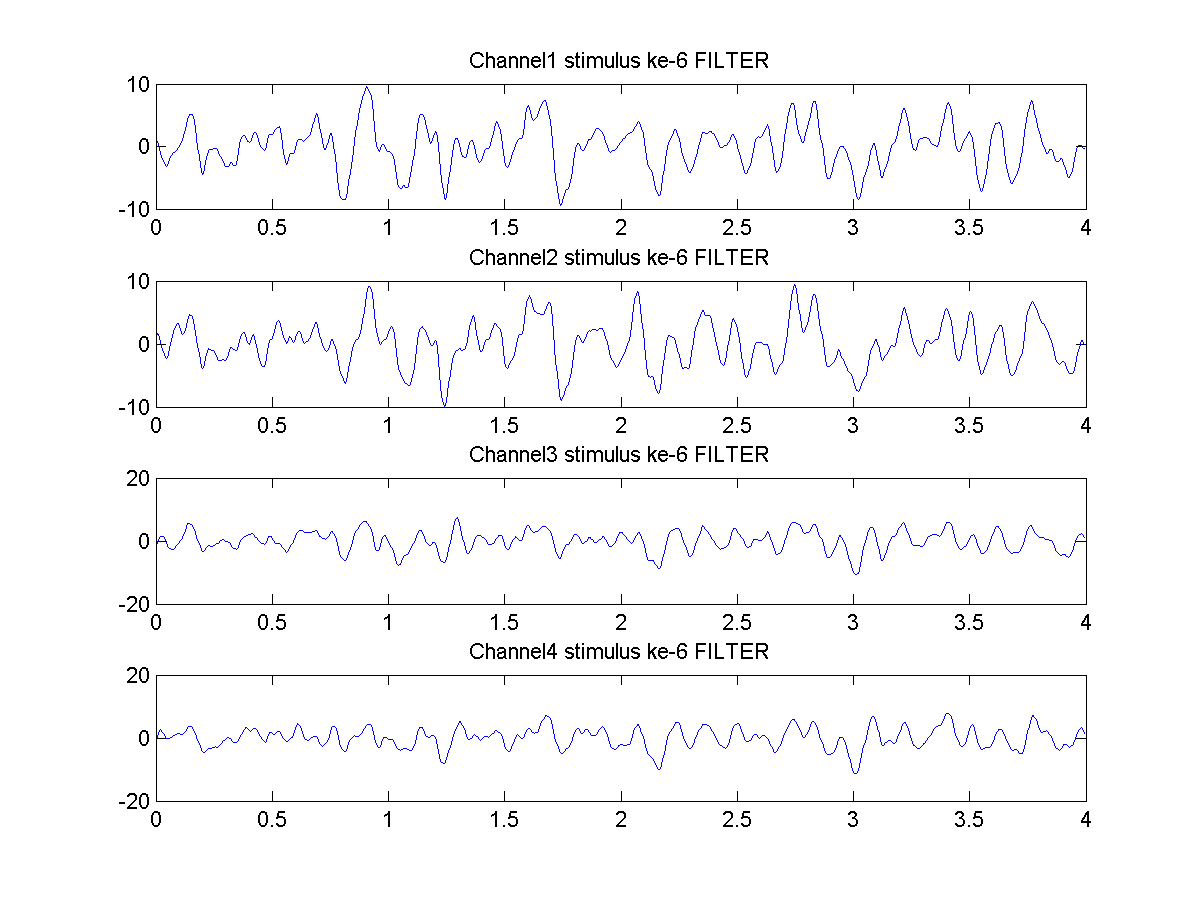 Channel1 stimulus ke-6 FILTER
10
0
-10
0 0.5 1 1.5 2 2.5 3 3.5 4
Channel2 stimulus ke-6 FILTER
10
0
-10
0 0.5 1 1.5 2 2.5 3 3.5 4
Channel3 stimulus ke-6 FILTER
20
0
-20
0 0.5 1 1.5 2 2.5 3 3.5 4
Channel4 stimulus ke-6 FILTER
20
0
-20
0 0.5 1 1.5 2 2.5 3 3.5 4